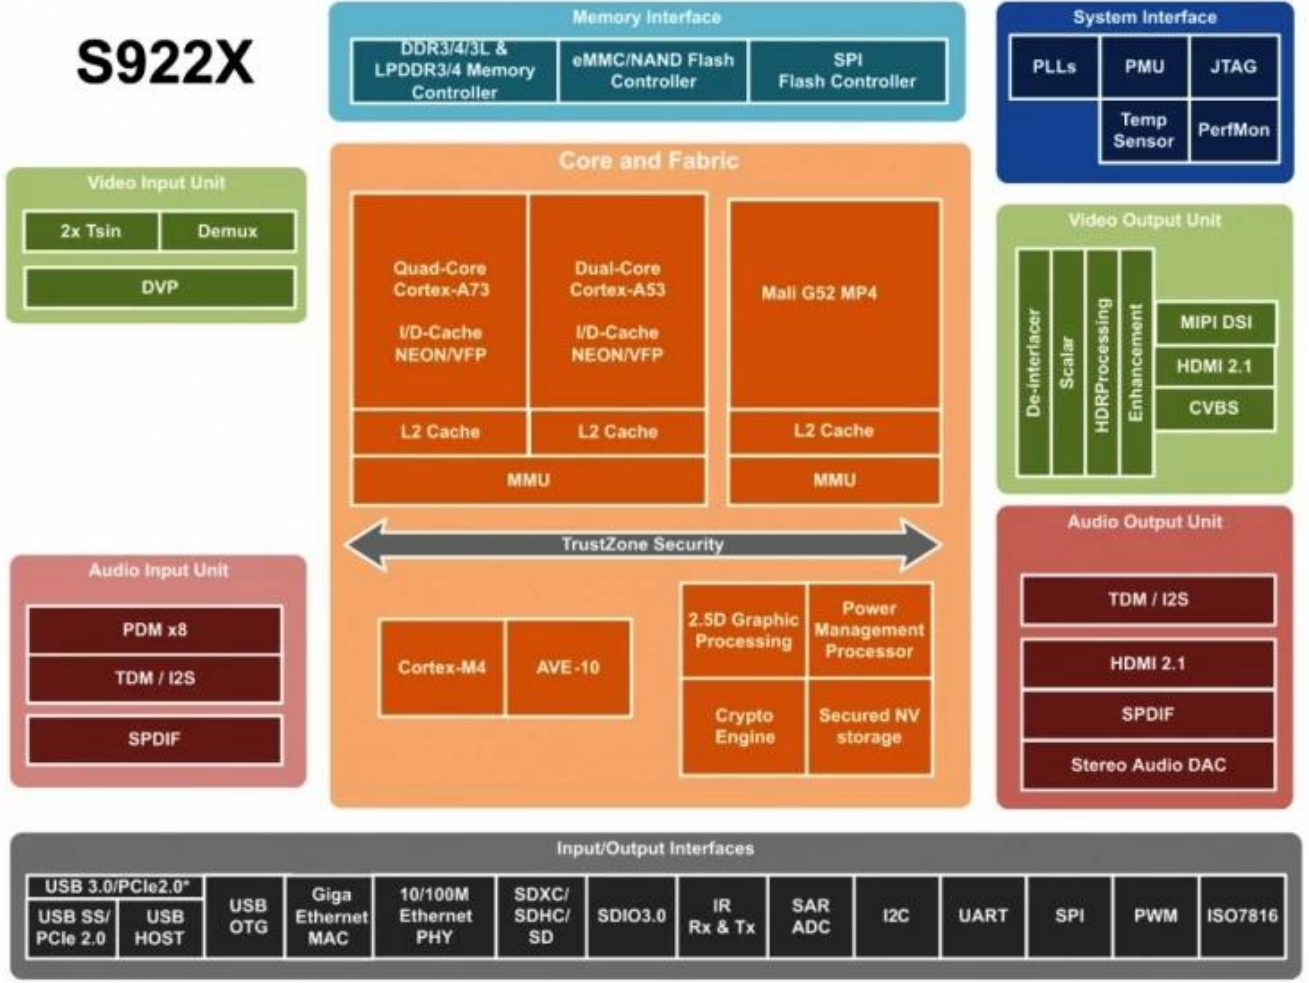 S922X
Memory Interface
DDR3/4/3L &
LPDDR3/4 Memory
Controller
eMMC/NAND Flash
Controller
SPI
Flash Controller
System Interface
PLLs
PMU
JTAG
Temp
Sensor
PerfMon
Video Input Unit
2x Tsin
Demux
DVP
Core and Fabric
Quad-Core
Cortex-A73
I/D-Cache
NEON/VFP
Dual-Core
Cortex-A53
I/D-Cache
NEON/VFP
Mali G52 MP4
L2 Cache
L2 Cache
L2 Cache
MMU
MMU
TrustZone Security
Cortex-M4
AVE-10
2.5D Graphic
Processing
Power
Management
Processor
Crypto
Engine
Secured NV
storage
Video Output Unit
De-interlacer
Scalar
HDRProcessing
Enhancement
MIPI DSI
HDMI 2.1
CVBS
Audio Input Unit
PDM x8
TDM / I2S
SPDIF
Audio Output Unit
TDM / I2S
HDMI 2.1
SPDIF
Stereo Audio DAC
Input/Output Interfaces
USB 3.0/PCIe2.0*
USB SS/
PCIe 2.0
USB
HOST
USB
OTG
Giga
Ethernet
MAC
10/100M
Ethernet
PHY
SDXC/
SDHC/
SD
SDIO3.0
IR
Rx & Tx
SAR
ADC
I2C
UART
SPI
PWM
ISO7816